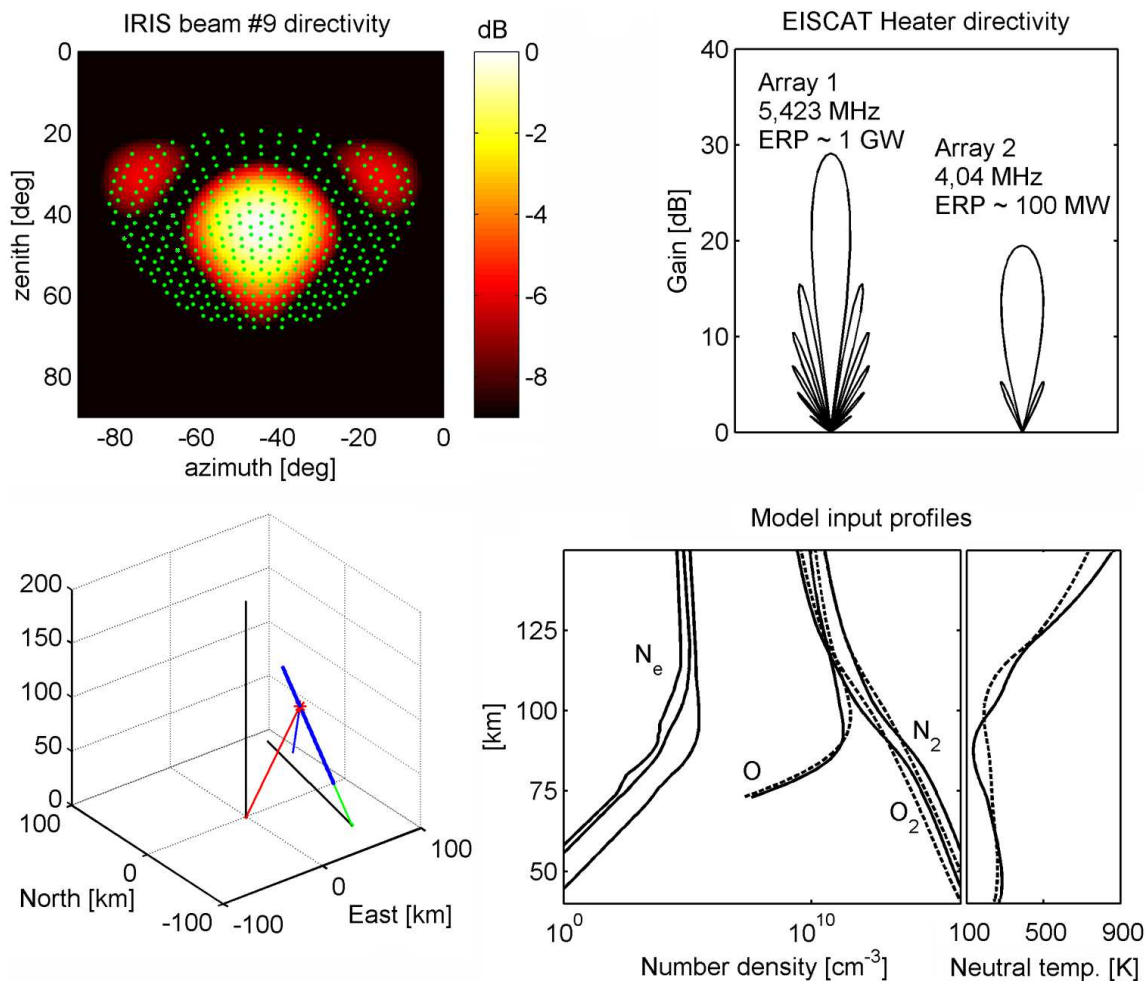 IRIS beam #9 directivity
dB
0
20
40
60
80
zenith [deg]
-80
-60
-40
-20
0
azimuth [deg]
0
-2
-4
-6
-8
EISCAT Heater directivity
40
30
20
10
0
Gain [dB]
Array 1
5,423 MHz
ERP ~ 1 GW
Array 2
4,04 MHz
ERP ~ 100 MW
200
150
100
50
0
100
0
-100
North [km]
-100
0
100
East [km]
Model input profiles
125
100
75
50
[km]
Ne
O
N2
O2
10^0
10^10
Number density [cm^-3]
100
500
900
Neutral temp. [K]